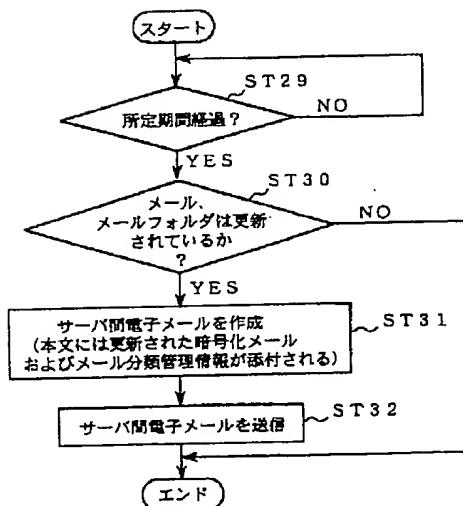 スタート
ST29
所定期間経過？
NO
YES
ST30
メール、
メールフォルダは更新
されているか
？
NO
YES
サーバ間電子メールを作成
(本文には更新された暗号化メール
およびメール分類管理情報が添付される)
ST31
サーバ間電子メールを送信
ST32
エンド